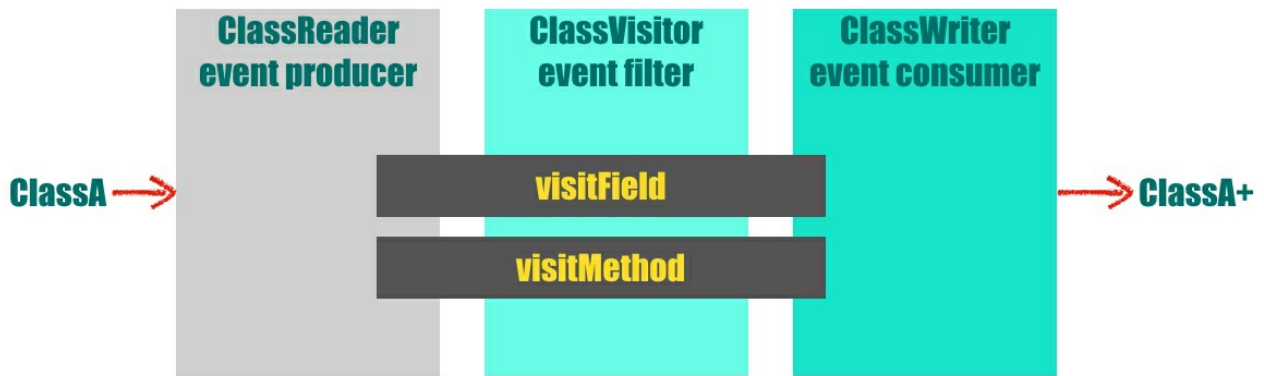 ClassReader
event producer
ClassVisitor
event filter
ClassWriter
event consumer
ClassA
visitField
visitMethod
ClassA+